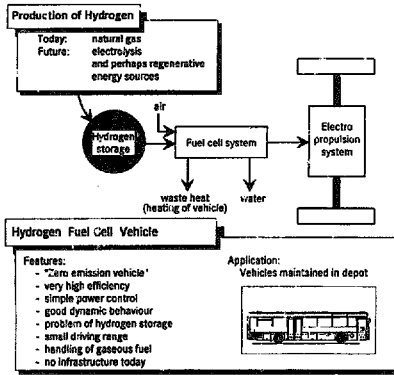 Production of Hydrogen
Today: natural gas
Future: electrolysis
and perhaps regenerative
energy sources
air
Hydrogen
storage
Fuel cell system
Electro
propulsion
system
waste heat
(heating of vehicle)
water
Hydrogen Fuel Cell Vehicle
Features:
- "Zero emission vehicle"
- very high efficiency
- simple power control
- good dynamic behaviour
- problem of hydrogen storage
- small driving range
- handling of gaseous fuel
- no infrastructure today
Application:
Vehicles maintained in depot